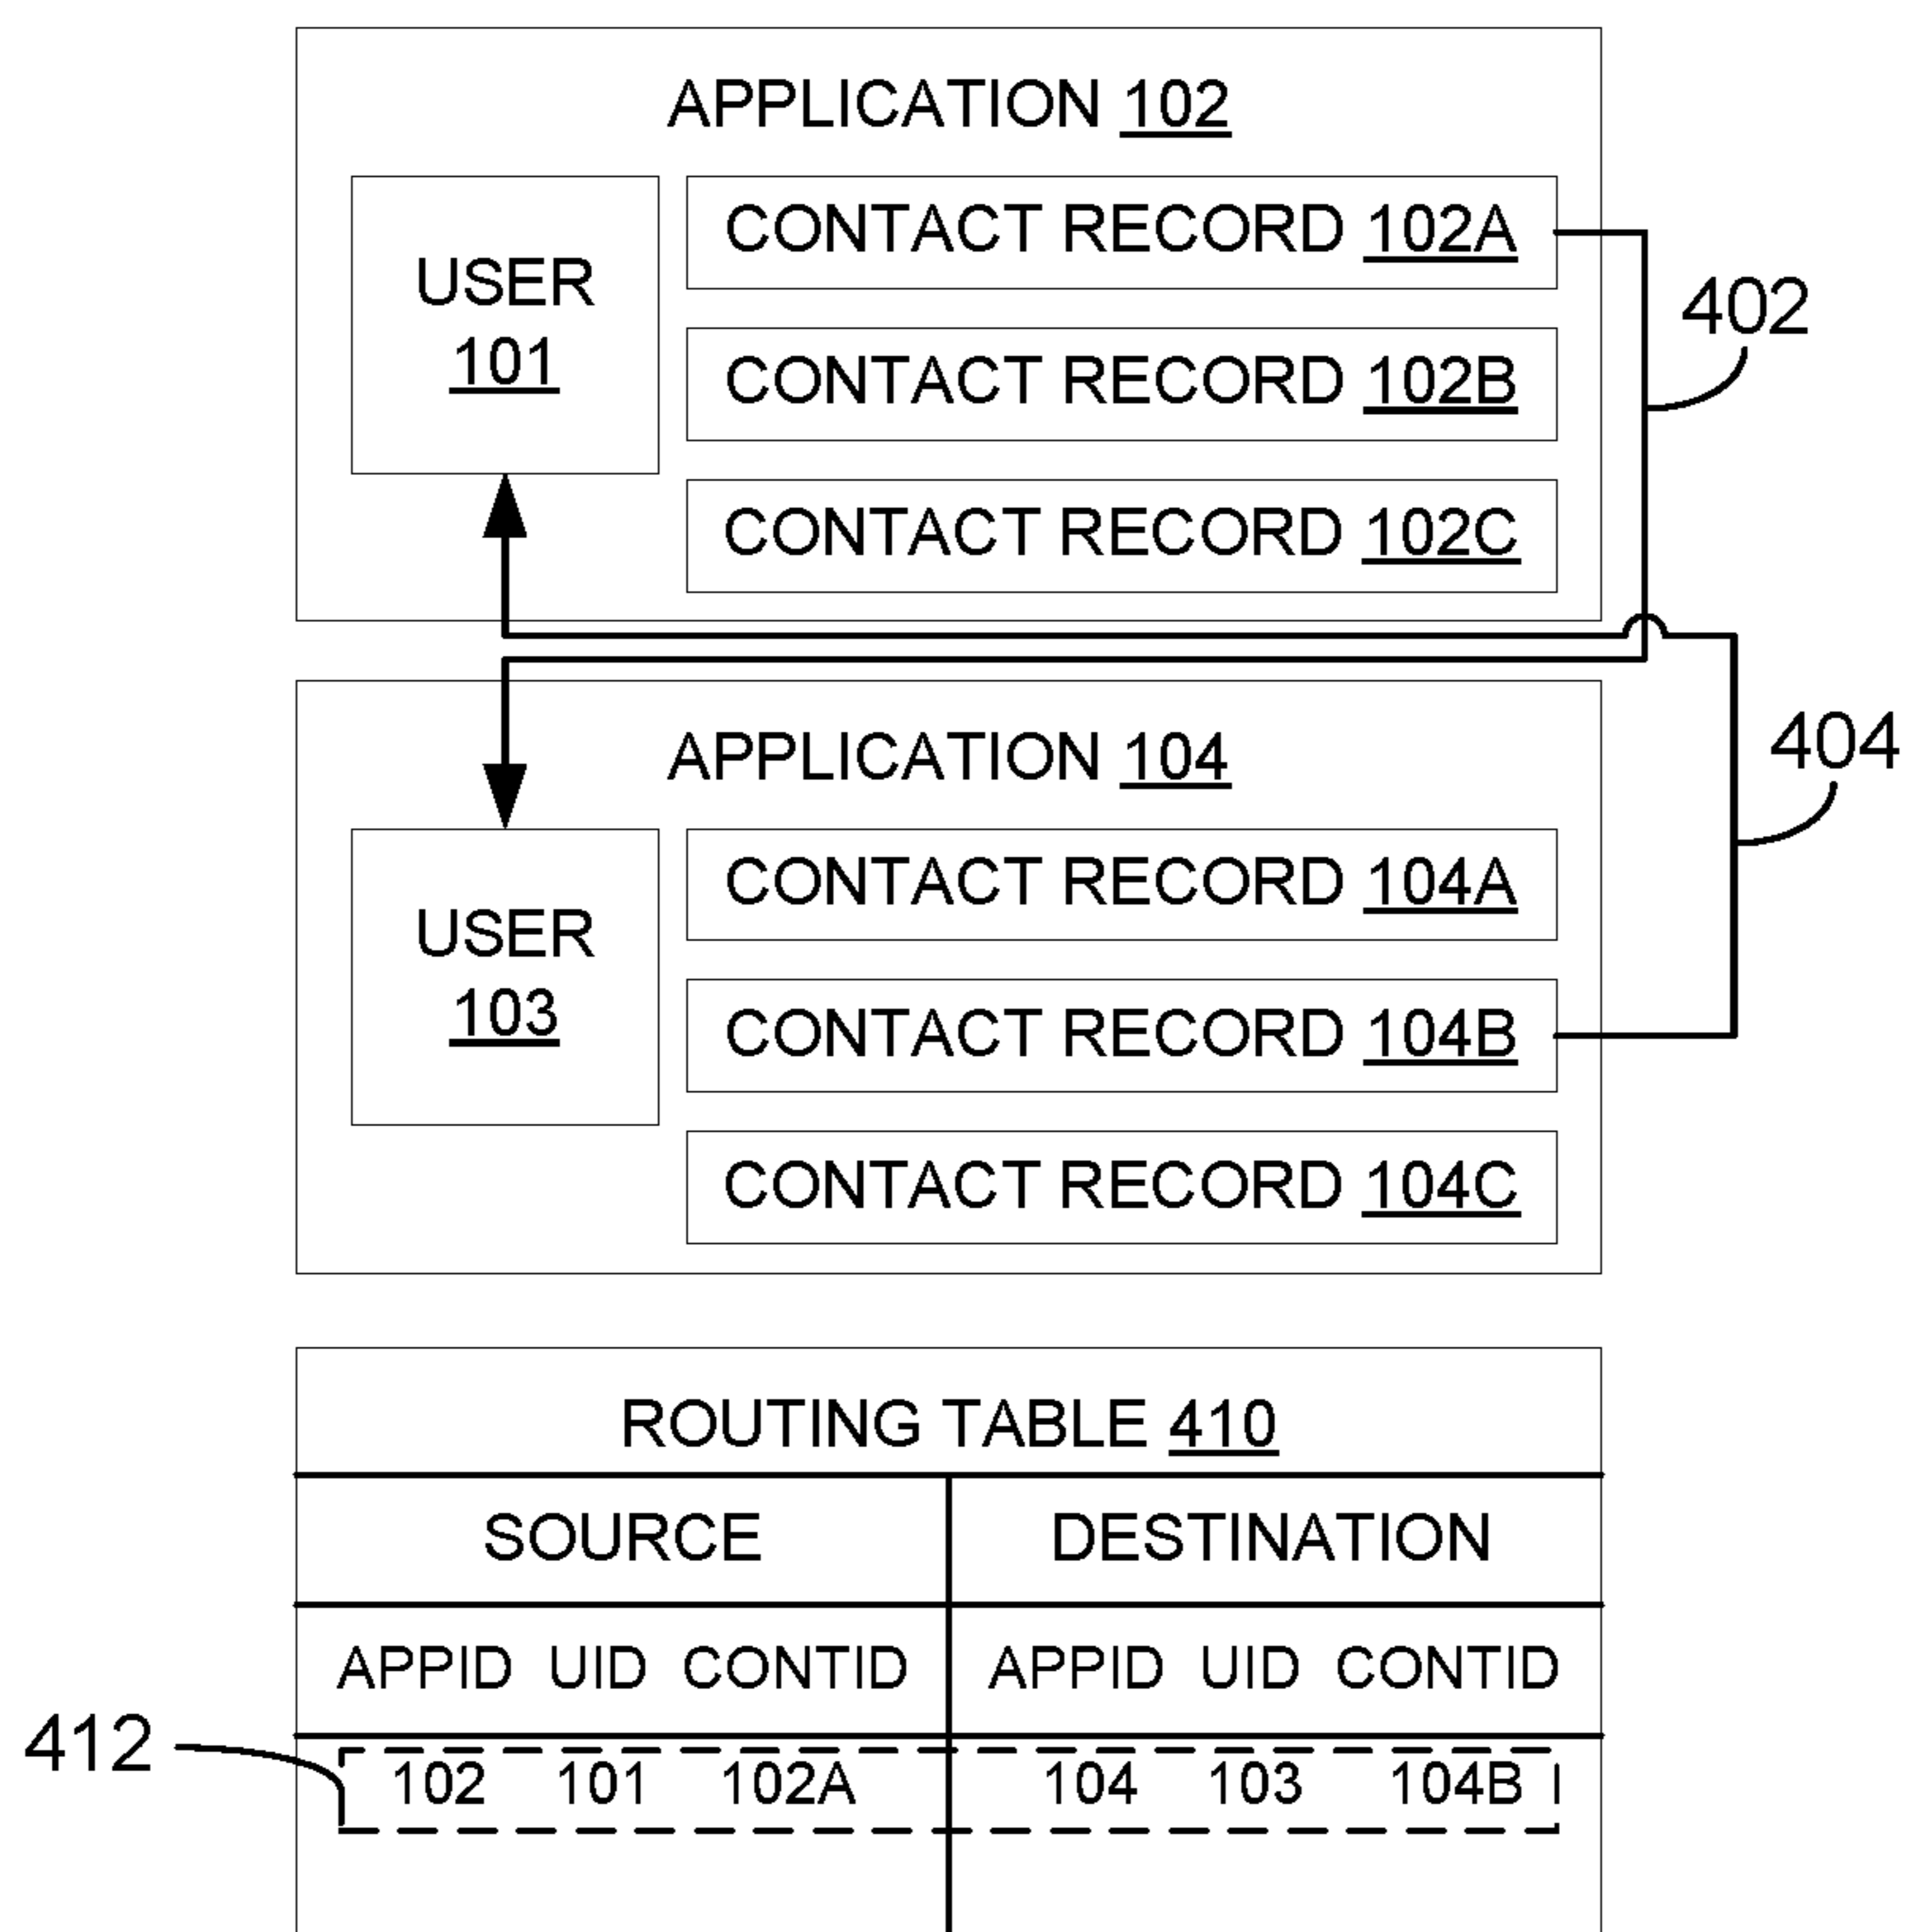 APPLICATION 102
USER
101
CONTACT RECORD 102A
CONTACT RECORD 102B
CONTACT RECORD 102C
402
APPLICATION 104
404
USER
103
CONTACT RECORD 104A
CONTACT RECORD 104B
CONTACT RECORD 104C
ROUTING TABLE 410
SOURCE DESTINATION
APPID UID CONTID APPID UID CONTID
412
102 101 102A 104 103 104B